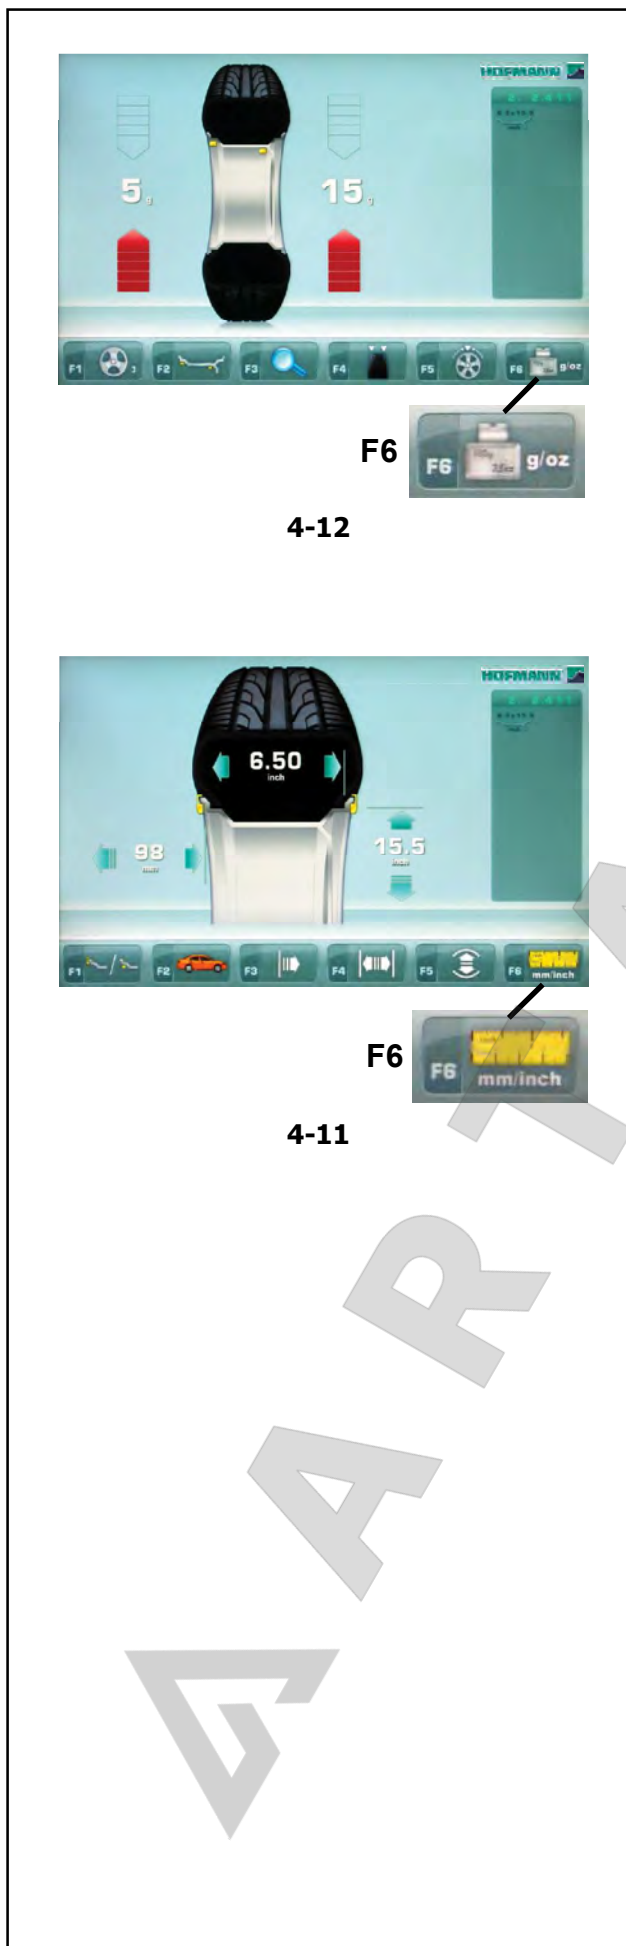 HOFMANN
5 g
15 g
F1
F2
F3
F4
F5
F6 g/oz
F6
F6 g/oz
4-12
HOFMANN
6.50
inch
98
mm
15.5
inch
F1
F2
F3
F4
F5
F6 mm/inch
F6
F6 mm/inch
4-11
G A R T A